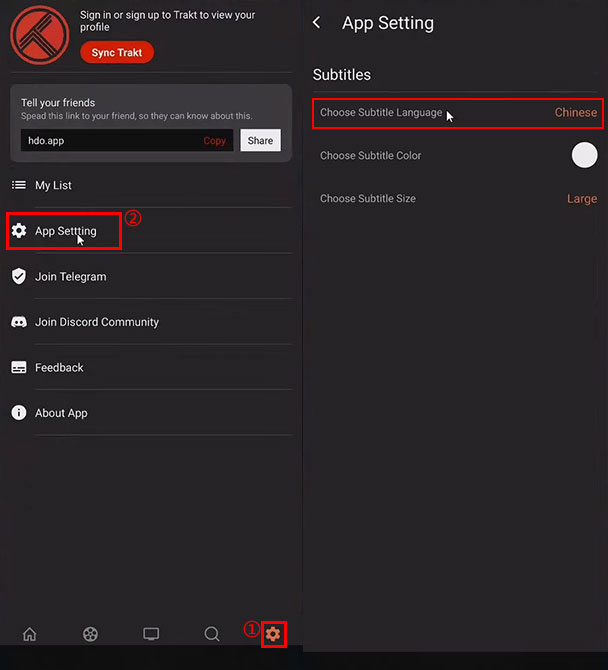 Sign in or sign up to Trakt to view your
profile
Sync Trakt
Tell your friends
Spead this link to your friend, so they can know about this.
hdo.app
Copy
Share
My List
App Settting
②
Join Telegram
Join Discord Community
Feedback
About App
①
App Setting
Subtitles
Choose Subtitle Language
Chinese
Choose Subtitle Color
Choose Subtitle Size
Large